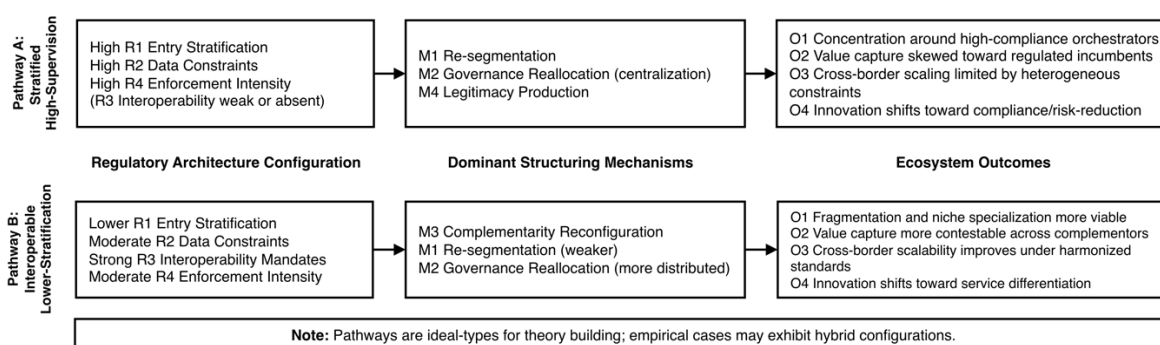 Pathway A:
Stratified
High-Supervision
High R1 Entry Stratification
High R2 Data Constraints
High R4 Enforcement Intensity
(R3 Interoperability weak or absent)
M1 Re-segmentation
M2 Governance Reallocation (centralization)
M4 Legitimacy Production
O1 Concentration around high-compliance orchestrators
O2 Value capture skewed toward regulated incumbents
O3 Cross-border scaling limited by heterogeneous
constraints
O4 Innovation shifts toward compliance/risk-reduction
Regulatory Architecture Configuration
Dominant Structuring Mechanisms
Ecosystem Outcomes
Pathway B:
Interoperable
Lower-Stratification
Lower R1 Entry Stratification
Moderate R2 Data Constraints
Strong R3 Interoperability Mandates
Moderate R4 Enforcement Intensity
M3 Complementarity Reconfiguration
M1 Re-segmentation (weaker)
M2 Governance Reallocation (more distributed)
O1 Fragmentation and niche specialization more viable
O2 Value capture more contestable across complementors
O3 Cross-border scalability improves under harmonized
standards
O4 Innovation shifts toward service differentiation
Note: Pathways are ideal-types for theory building; empirical cases may exhibit hybrid configurations.